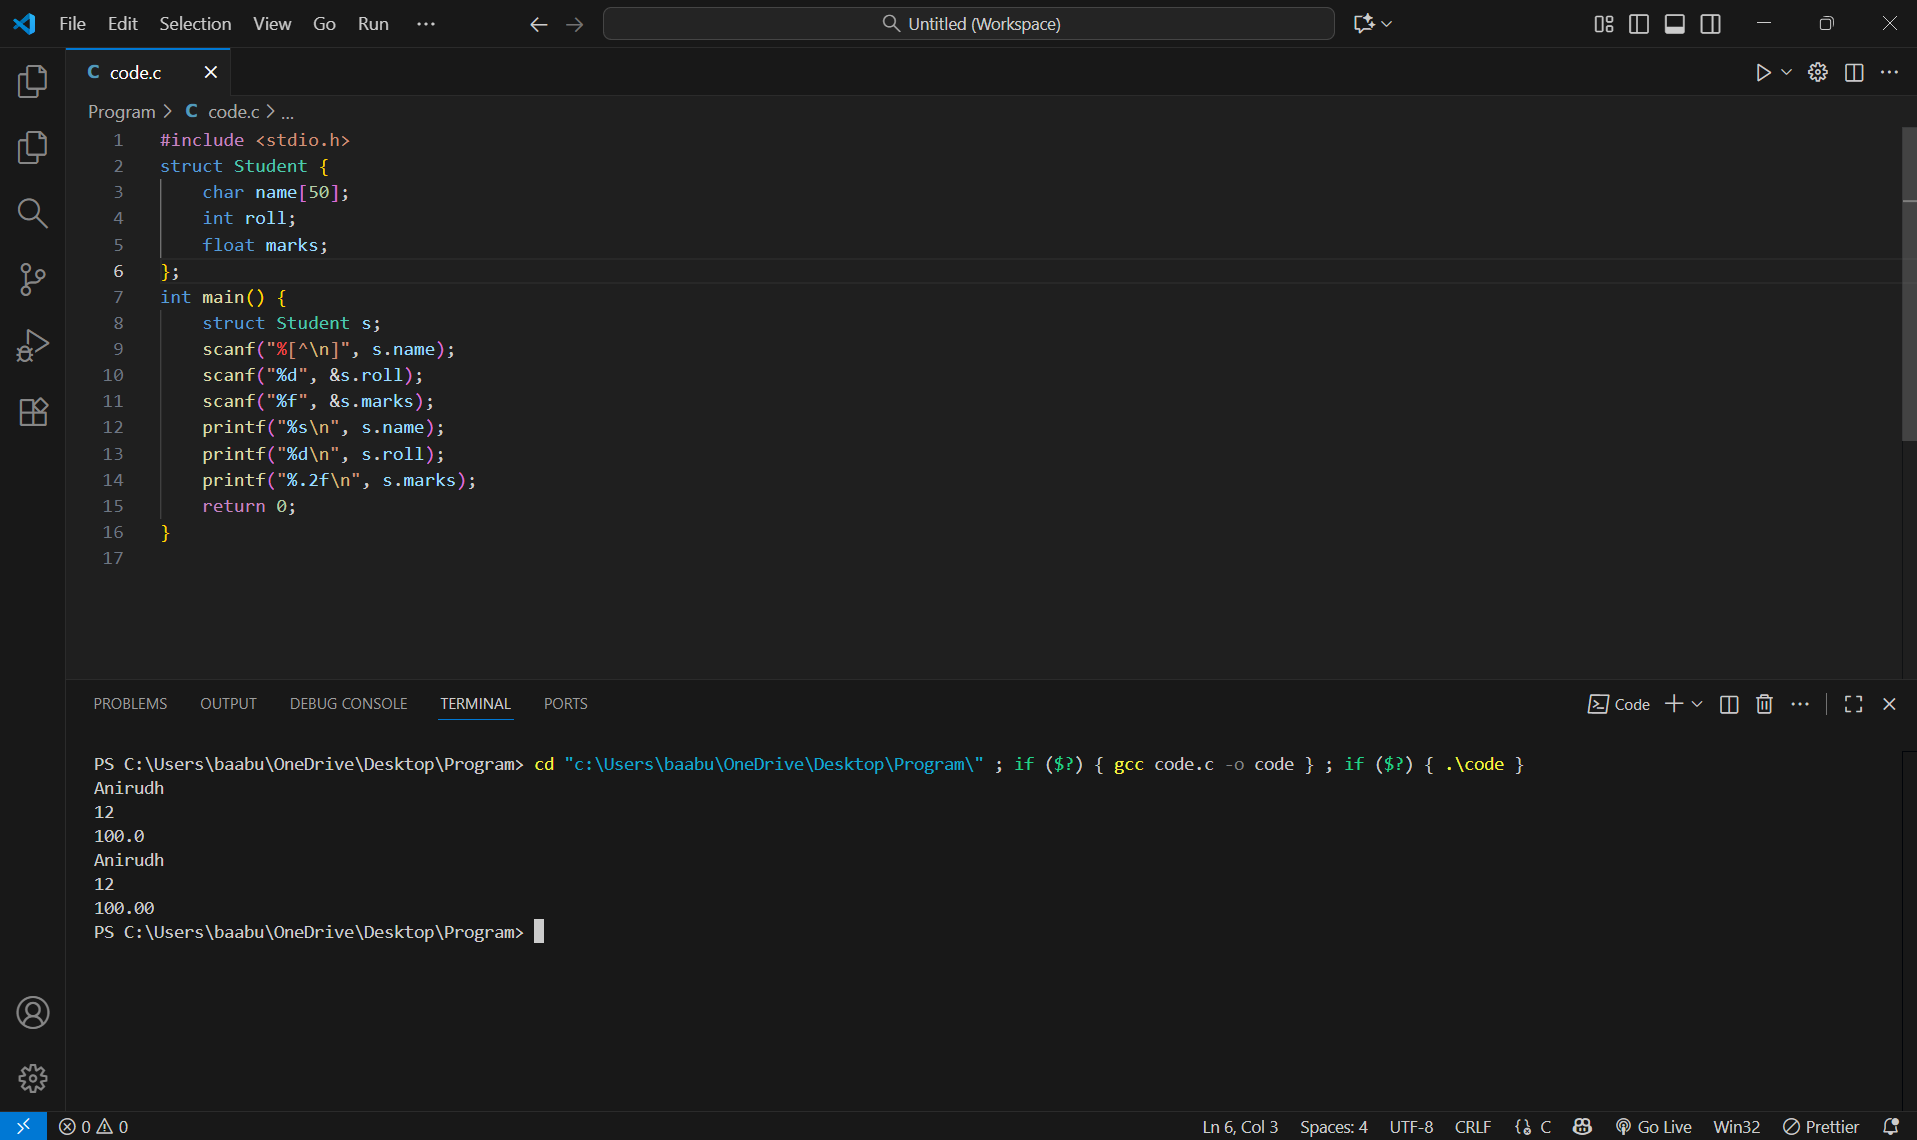 File Edit Selection View Go Run ··· Untitled (Workspace)
C code.c
Program > C code.c > ...
1 #include <stdio.h>
2 struct Student {
3     char name[50];
4     int roll;
5     float marks;
6 };
7 int main() {
8     struct Student s;
9     scanf("%[^\n]", s.name);
10     scanf("%d", &s.roll);
11     scanf("%f", &s.marks);
12     printf("%s\n", s.name);
13     printf("%d\n", s.roll);
14     printf("%.2f\n", s.marks);
15     return 0;
16 }
17
PROBLEMS OUTPUT DEBUG CONSOLE TERMINAL PORTS Code
PS C:\Users\baabu\OneDrive\Desktop\Program> cd "c:\Users\baabu\OneDrive\Desktop\Program\" ; if ($?) { gcc code.c -o code } ; if ($?) { .\code }
Anirudh
12
100.0
Anirudh
12
100.00
PS C:\Users\baabu\OneDrive\Desktop\Program>
0 0 Ln 6, Col 3 Spaces: 4 UTF-8 CRLF C Go Live Win32 Prettier